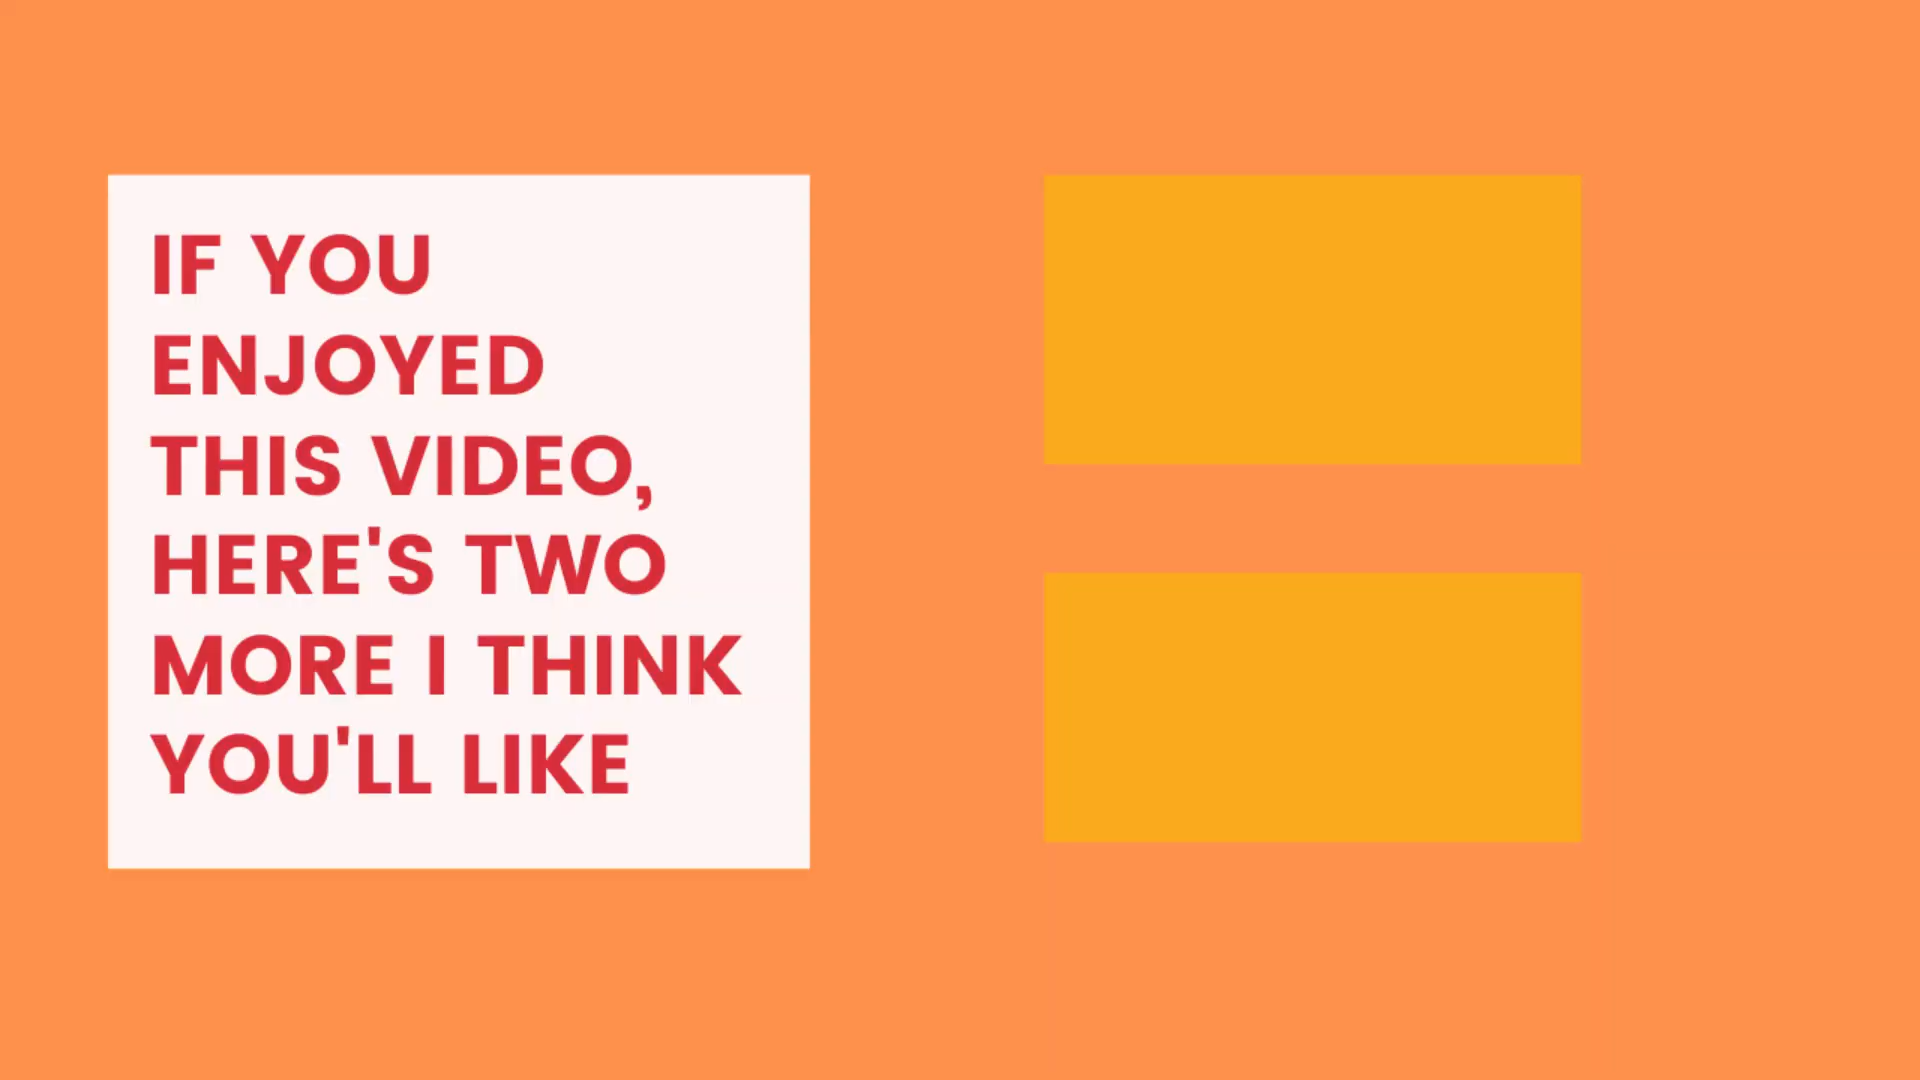 IF YOU
ENJOYED
THIS VIDEO,
HERE'S TWO
MORE I THINK
YOU'LL LIKE